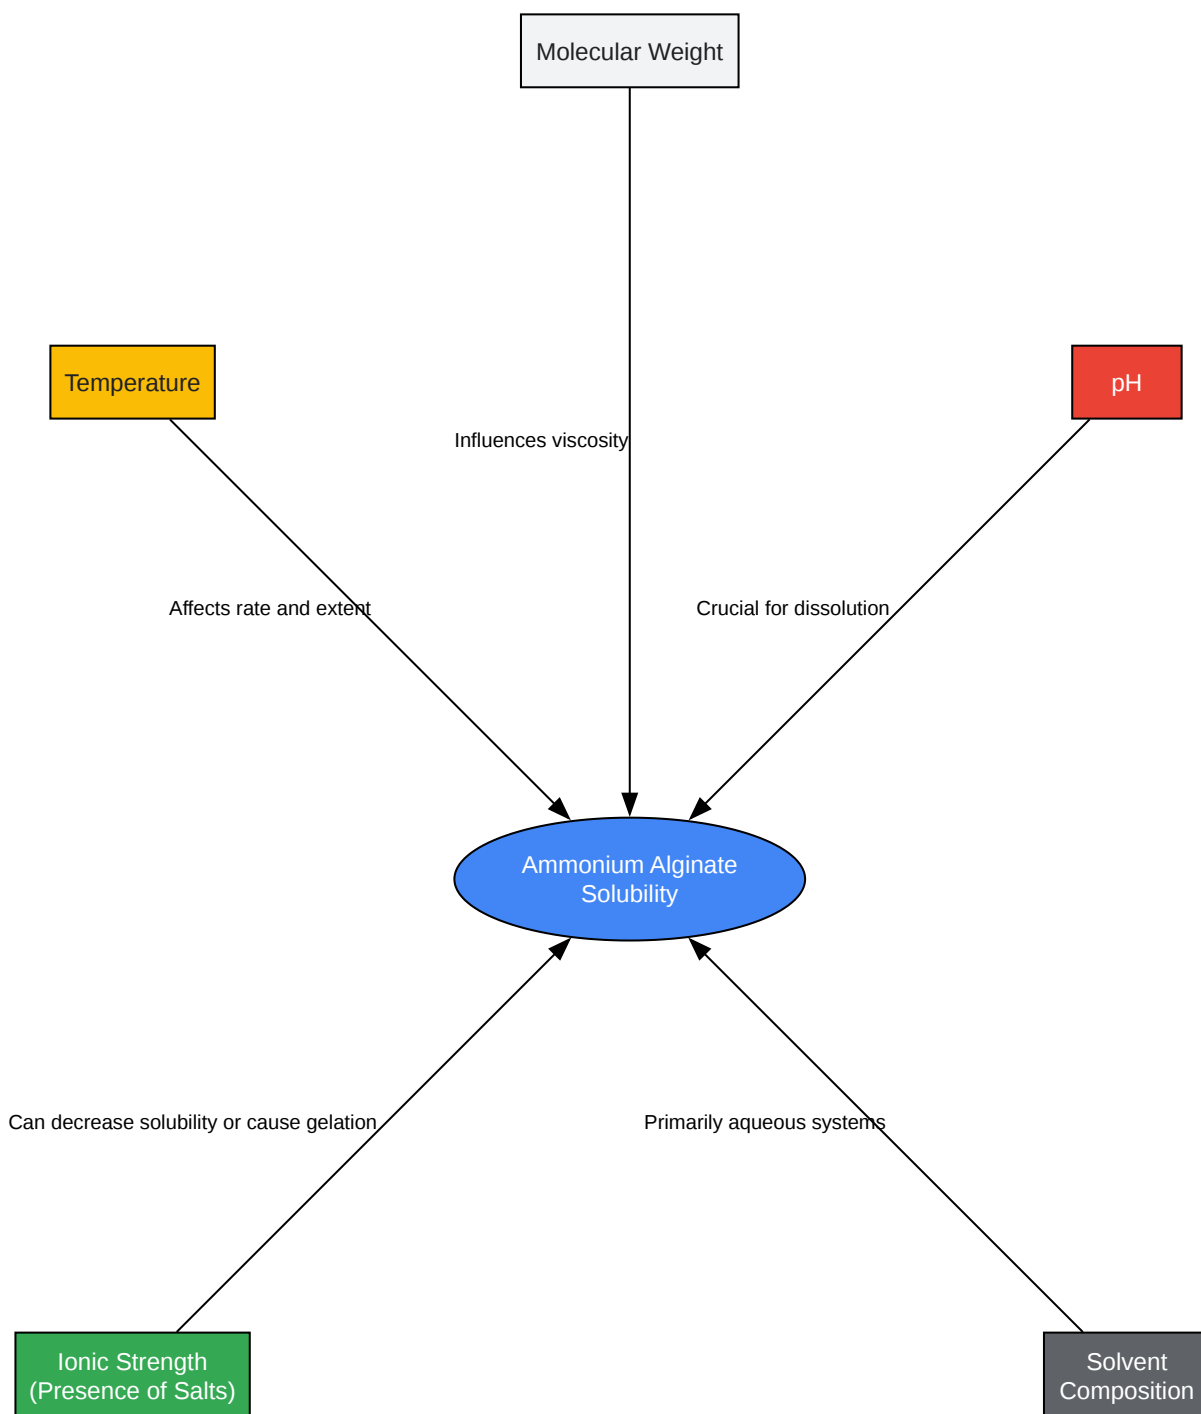 Molecular Weight
Temperature
pH
Influences viscosity
Affects rate and extent
Crucial for dissolution
Ammonium Alginate
Solubility
Can decrease solubility or cause gelation
Primarily aqueous systems
Ionic Strength
(Presence of Salts)
Solvent
Composition